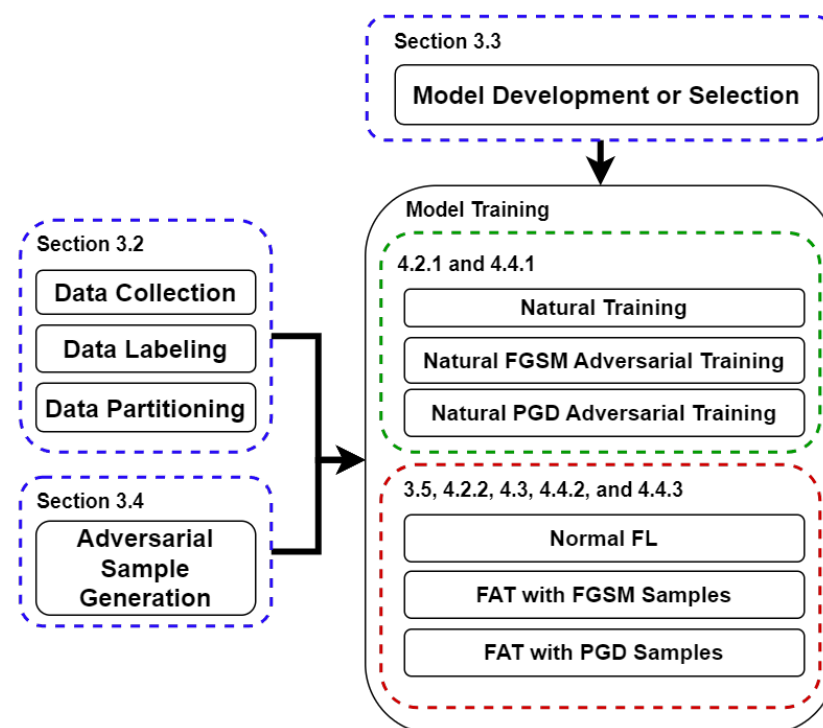 Section 3.3
Model Development or Selection
Section 3.2
Data Collection
Data Labeling
Data Partitioning
Section 3.4
Adversarial
Sample
Generation
Model Training
4.2.1 and 4.4.1
Natural Training
Natural FGSM Adversarial Training
Natural PGD Adversarial Training
3.5, 4.2.2, 4.3, 4.4.2, and 4.4.3
Normal FL
FAT with FGSM Samples
FAT with PGD Samples